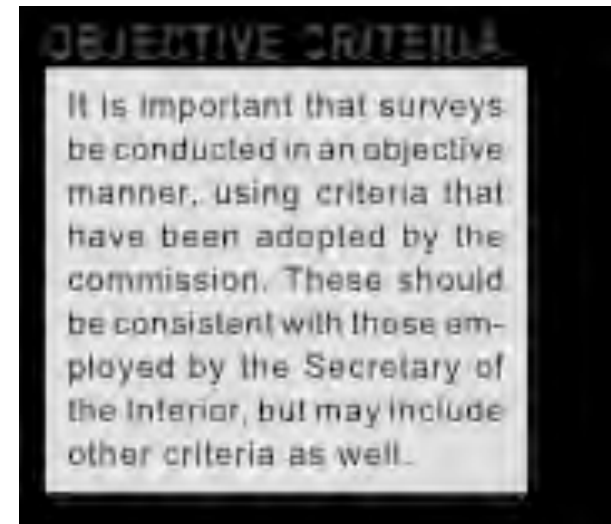 OBJECTIVE CRITERIA
It is important that surveys
be conducted in an objective
manner, using criteria that
have been adopted by the
commission. These should
be consistent with those em-
ployed by the Secretary of
the Interior, but may include
other criteria as well.